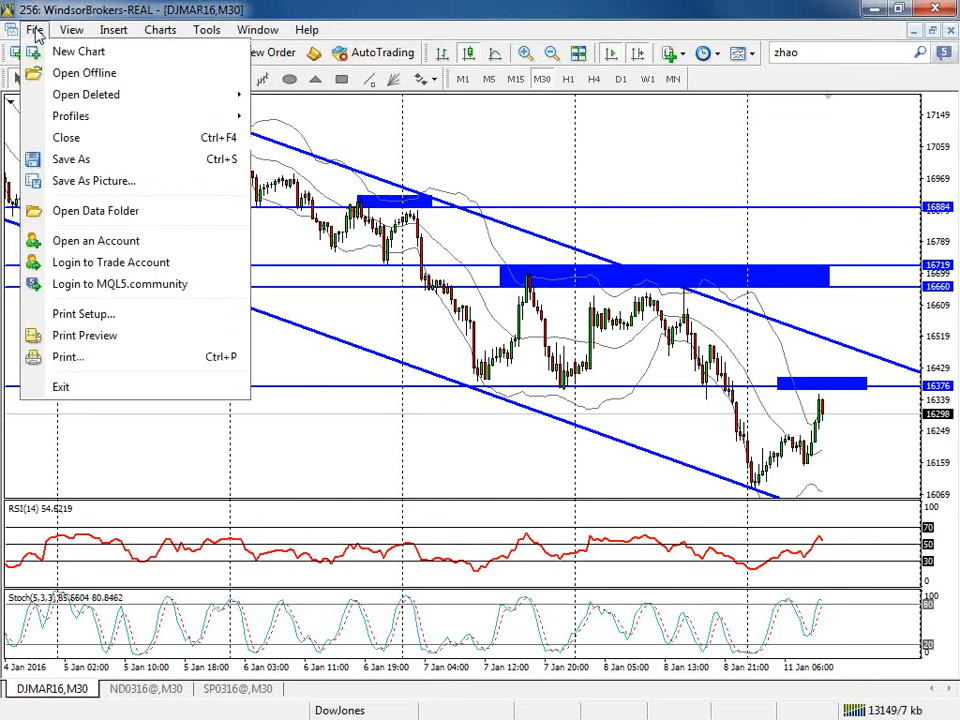 256: WindsorBrokers-REAL - [DJMAR16,M30]
File View Insert Charts Tools Window Help
New Order AutoTrading zhao 5
M1 M5 M15 M30 H1 H4 D1 W1 MN
New Chart
Open Offline
Open Deleted
Profiles
Close Ctrl+F4
Save As Ctrl+S
Save As Picture...
Open Data Folder
Open an Account
Login to Trade Account
Login to MQL5.community
Print Setup...
Print Preview
Print... Ctrl+P
Exit
17149
17059
16969
16884
16789
16719
16699
16660
16609
16519
16429
16376
16339
16298
16249
16159
16069
RSI(14) 54.6219
100
70
50
30
0
Stoch(5,3,3) 85.6604 80.8462
100
80
20
0
4 Jan 2016 5 Jan 02:00 5 Jan 10:00 5 Jan 18:00 6 Jan 03:00 6 Jan 11:00 6 Jan 19:00 7 Jan 04:00 7 Jan 12:00 7 Jan 20:00 8 Jan 05:00 8 Jan 13:00 8 Jan 21:00 11 Jan 06:00
DJMAR16,M30 ND0316@,M30 SP0316@,M30
DowJones 13149/7 kb